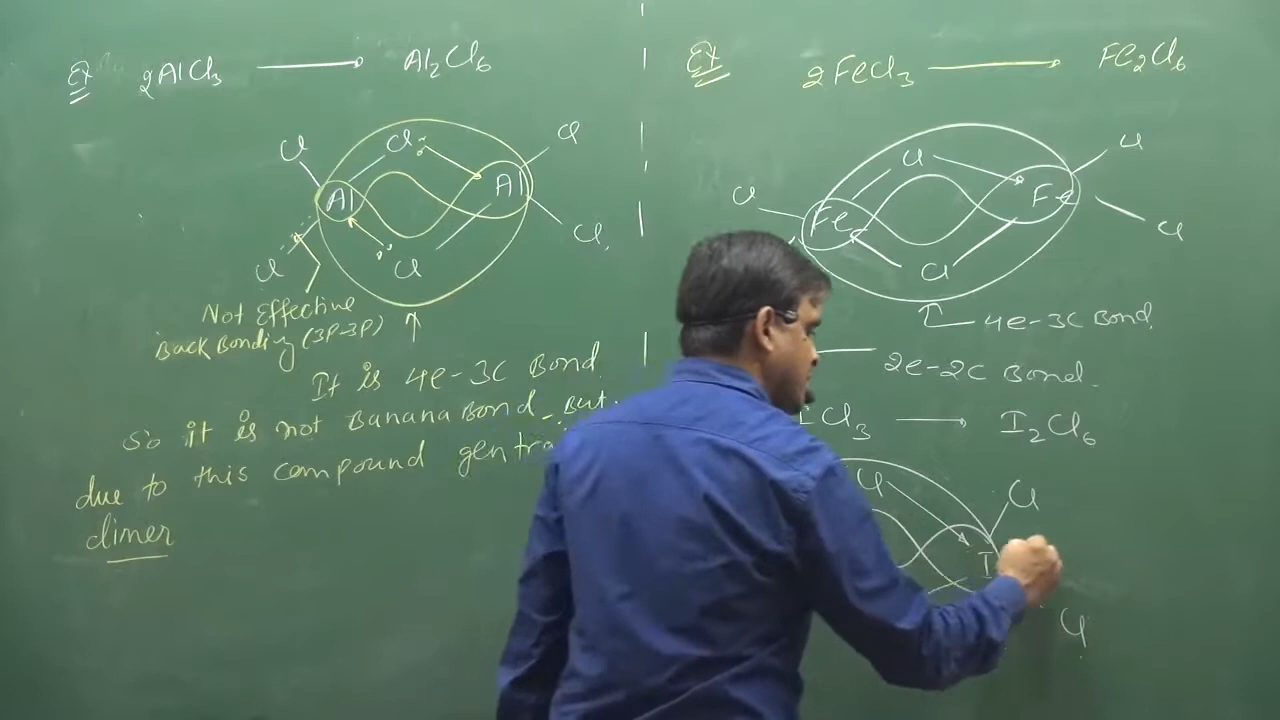 Ex 2AlCl₃ ⟶ Al₂Cl₆
Cl Cl Cl
Al Al
Cl Cl Cl
Not Effective
Back Bonding (3P-3P)
It is 4e-3C Bond
So it is not Banana Bond - But
due to this compound
dimer
Ex 2FeCl₃ ⟶ Fe₂Cl₆
Cl Cl Cl
Fe Fe
Cl Cl
4e-3C Bond
2e-2C Bond
ICl₃ ⟶ I₂Cl₆
Cl Cl
I
Cl